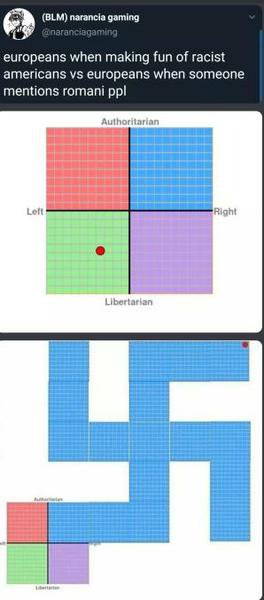 (BLM) narancia gaming
@naranciagaming
europeans when making fun of racist
americans vs europeans when someone
mentions romani ppl
Authoritarian
Left
Right
Libertarian
Authoritarian
Libertarian